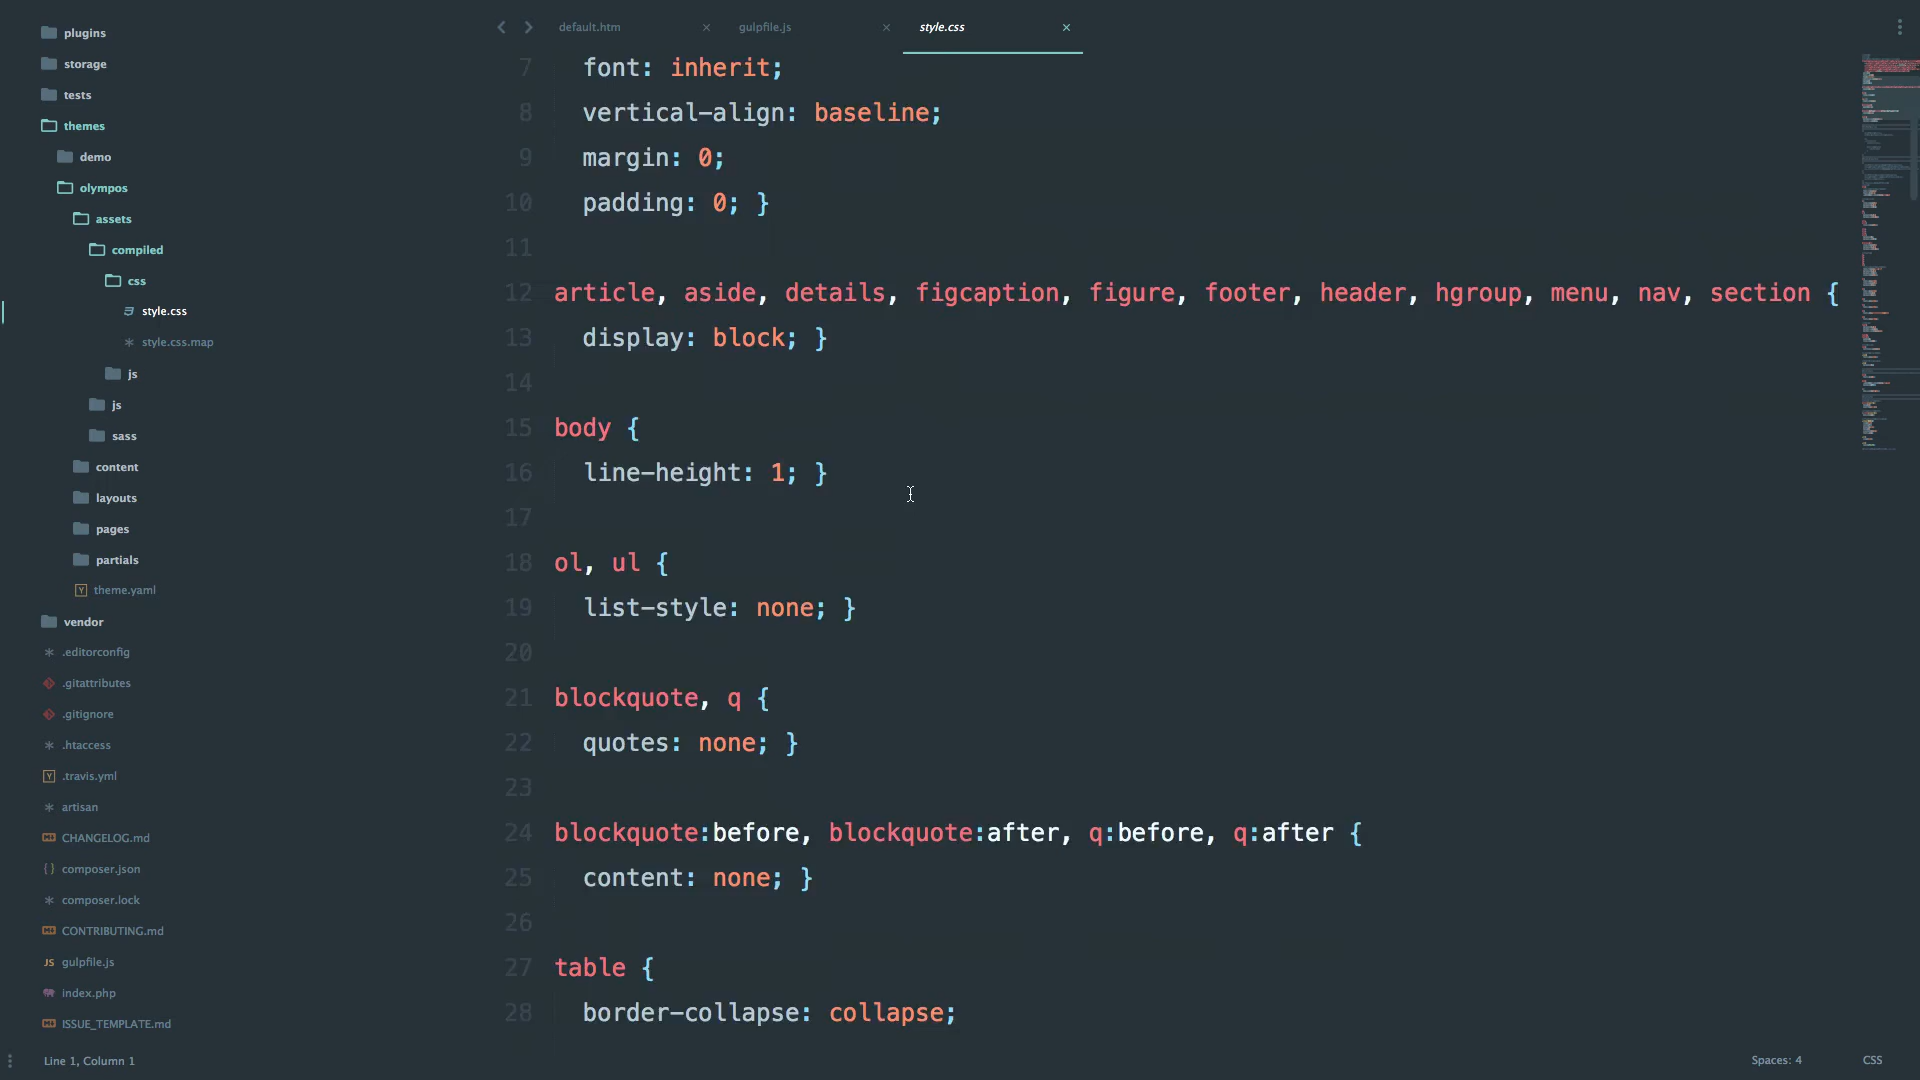 plugins
storage
tests
themes
demo
olympos
assets
compiled
css
style.css
style.css.map
js
js
sass
content
layouts
pages
partials
theme.yaml
vendor
.editorconfig
.gitattributes
.gitignore
.htaccess
.travis.yml
artisan
CHANGELOG.md
composer.json
composer.lock
CONTRIBUTING.md
JS gulpfile.js
index.php
ISSUE_TEMPLATE.md
default.htm × gulpfile.js × style.css ×
7 font: inherit;
8 vertical-align: baseline;
9 margin: 0;
10 padding: 0; }
11
12 article, aside, details, figcaption, figure, footer, header, hgroup, menu, nav, section {
13 display: block; }
14
15 body {
16 line-height: 1; }
17
18 ol, ul {
19 list-style: none; }
20
21 blockquote, q {
22 quotes: none; }
23
24 blockquote:before, blockquote:after, q:before, q:after {
25 content: none; }
26
27 table {
28 border-collapse: collapse;
Line 1, Column 1 Spaces: 4 CSS